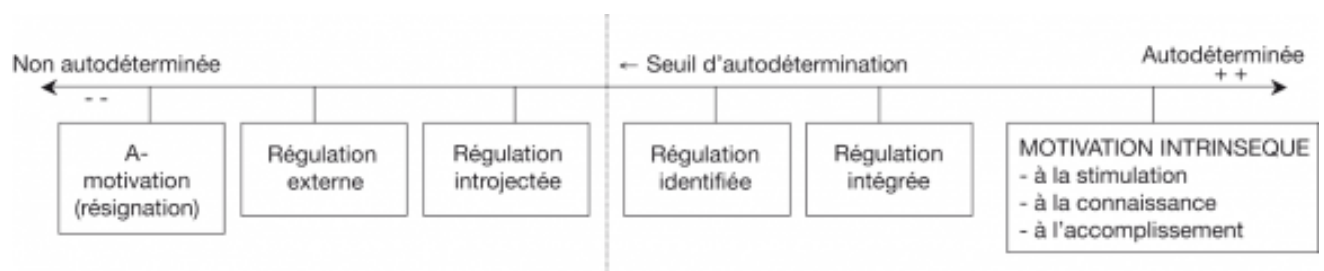 Non autodéterminée
← Seuil d'autodétermination
Autodéterminée
+ +
- -
A-
motivation
(résignation)
Régulation
externe
Régulation
introjectée
Régulation
identifiée
Régulation
intégrée
MOTIVATION INTRINSEQUE
- à la stimulation
- à la connaissance
- à l'accomplissement